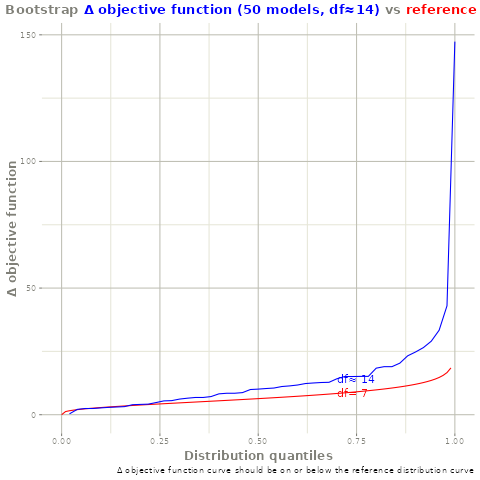 Bootstrap Δ objective function (50 models, df≈14) vs reference
Δ objective function
150
100
50
0
df≈ 14
df= 7
0.00 0.25 0.50 0.75 1.00
Distribution quantiles
Δ objective function curve should be on or below the reference distribution curve